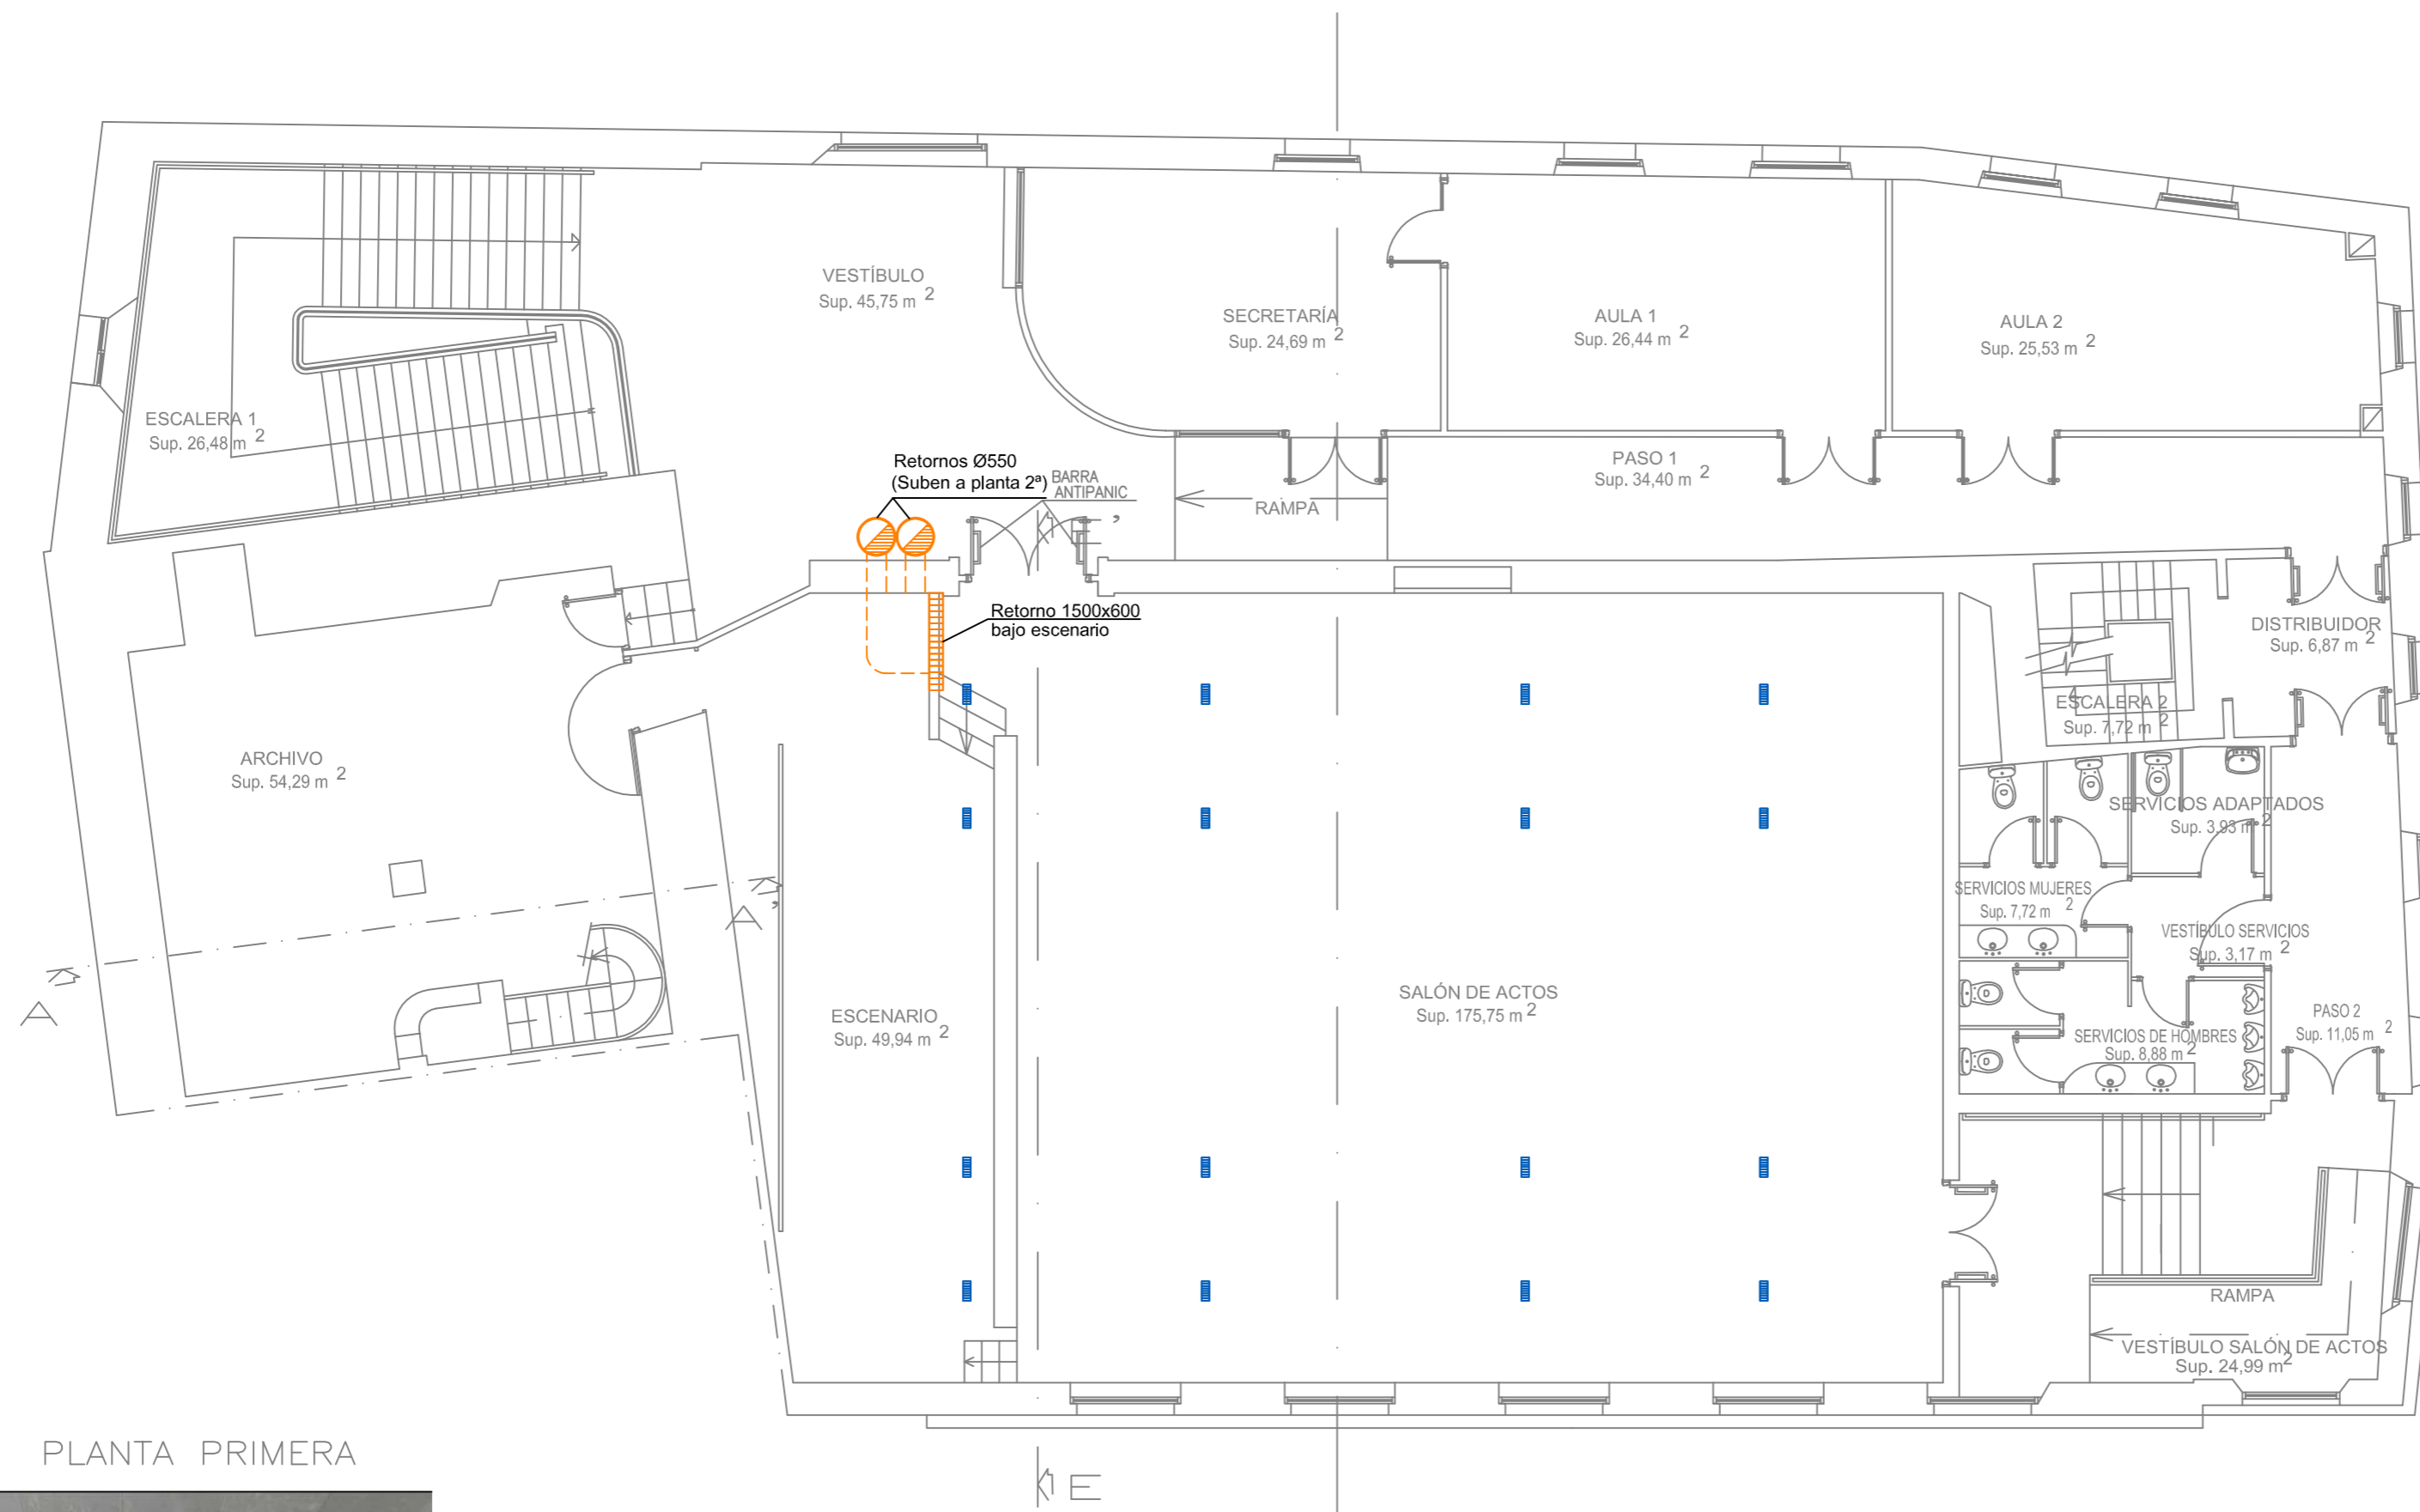 VESTÍBULO
Sup. 45,75 m 2
SECRETARÍA
Sup. 24,69 m 2
AULA 1
Sup. 26,44 m 2
AULA 2
Sup. 25,53 m 2
ESCALERA 1
Sup. 26,48 m 2
Retornos Ø550
(Suben a planta 2ª)
BARRA
ANTIPANIC
RAMPA
PASO 1
Sup. 34,40 m 2
E'
Retorno 1500x600
bajo escenario
DISTRIBUIDOR
Sup. 6,87 m 2
ESCALERA 2
Sup. 7,72 m 2
ARCHIVO
Sup. 54,29 m 2
SERVICIOS ADAPTADOS
Sup. 3,93 m 2
SERVICIOS MUJERES
Sup. 7,72 m 2
VESTÍBULO SERVICIOS
Sup. 3,17 m 2
A'
A
ESCENARIO
Sup. 49,94 m 2
SALÓN DE ACTOS
Sup. 175,75 m 2
PASO 2
Sup. 11,05 m 2
SERVICIOS DE HOMBRES
Sup. 8,88 m 2
RAMPA
VESTÍBULO SALÓN DE ACTOS
Sup. 24,99 m 2
PLANTA PRIMERA
E